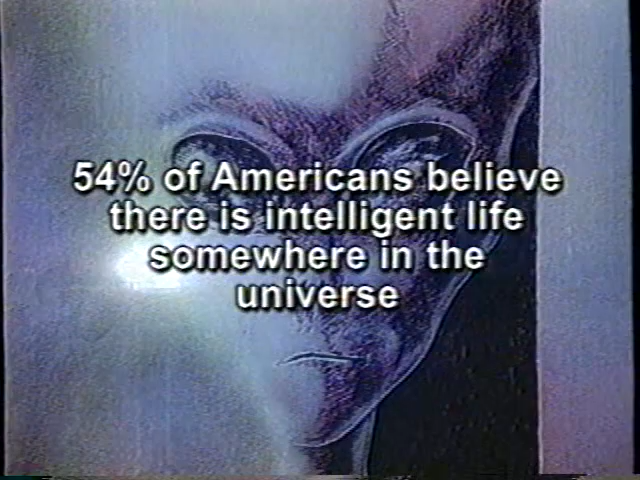 54% of Americans believe
there is intelligent life
somewhere in the
universe